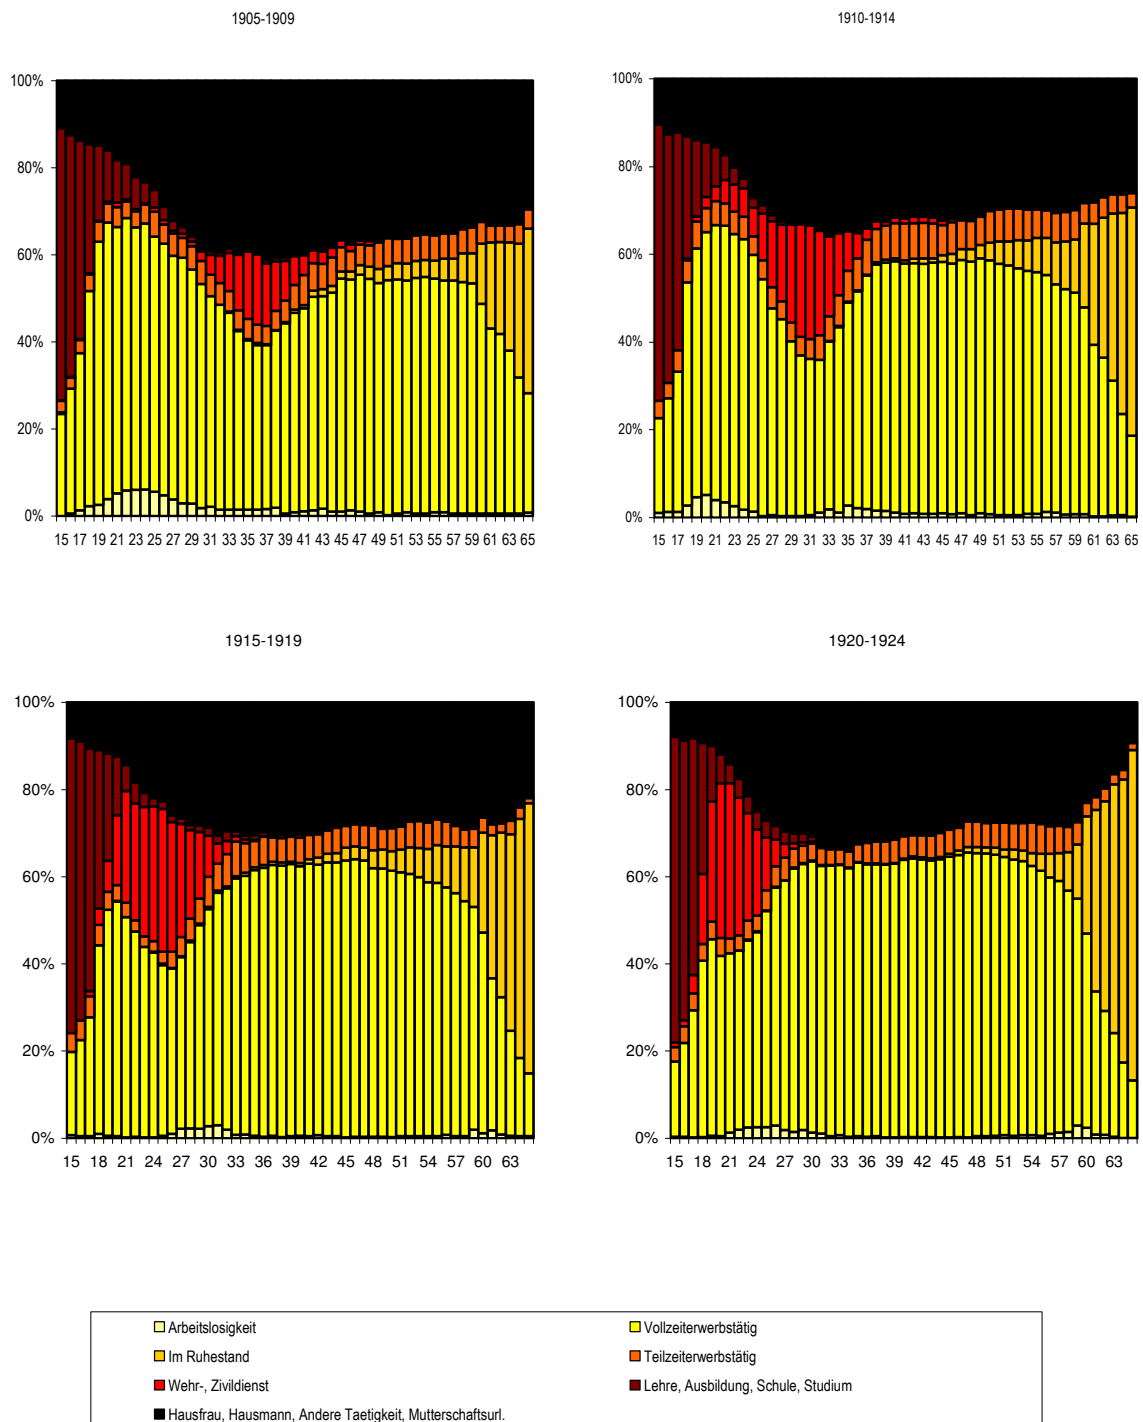 1905-1909
1910-1914
100%
80%
60%
40%
20%
0%
15 17 19 21 23 25 27 29 31 33 35 37 39 41 43 45 47 49 51 53 55 57 59 61 63 65
100%
80%
60%
40%
20%
0%
15 17 19 21 23 25 27 29 31 33 35 37 39 41 43 45 47 49 51 53 55 57 59 61 63 65
1915-1919
1920-1924
100%
80%
60%
40%
20%
0%
15 18 21 24 27 30 33 36 39 42 45 48 51 54 57 60 63
100%
80%
60%
40%
20%
0%
15 18 21 24 27 30 33 36 39 42 45 48 51 54 57 60 63
Arbeitslosigkeit
Vollzeiterwerbstätig
Im Ruhestand
Teilzeiterwerbstätig
Wehr-, Zivildienst
Lehre, Ausbildung, Schule, Studium
Hausfrau, Hausmann, Andere Taetigkeit, Mutterschaftsurl.